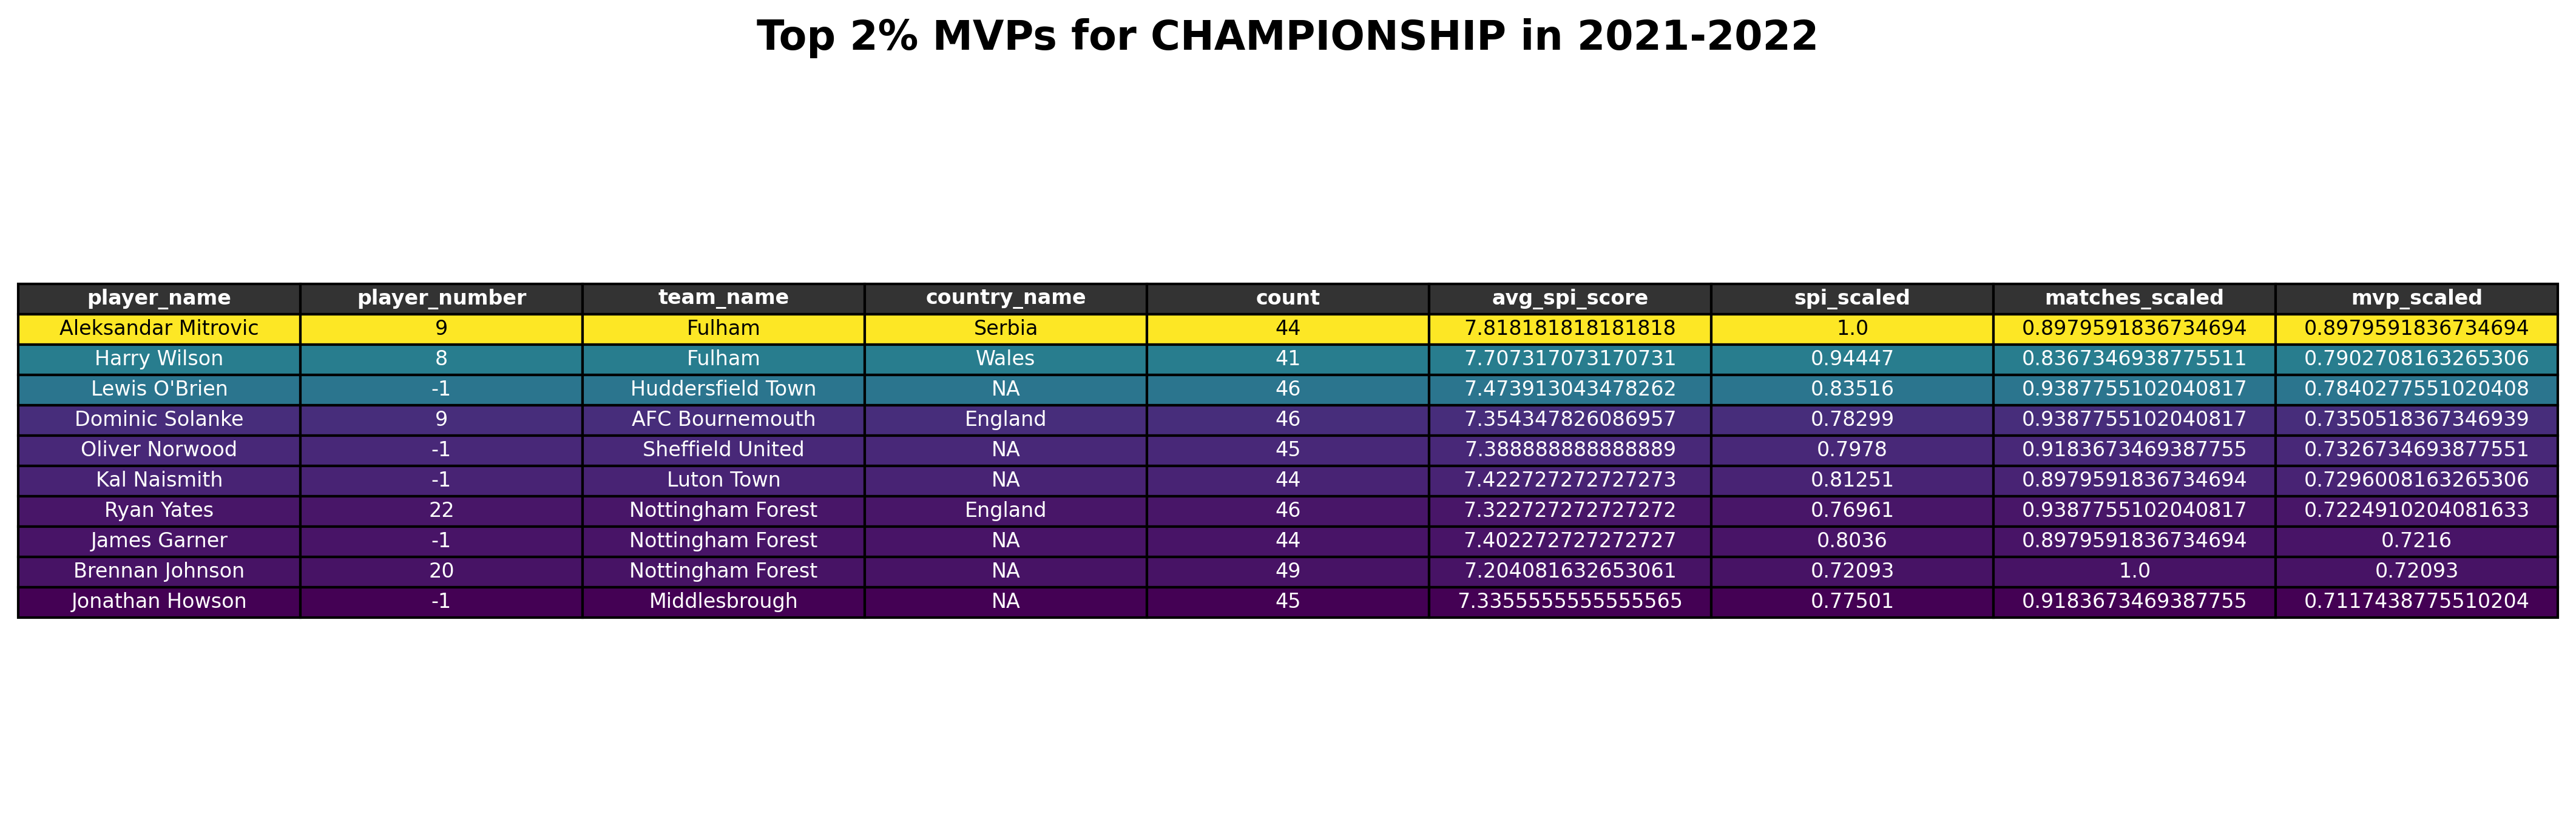 Top 2% MVPs for CHAMPIONSHIP in 2021-2022
player_name player_number team_name country_name count avg_spi_score spi_scaled matches_scaled mvp_scaled
Aleksandar Mitrovic 9 Fulham Serbia 44 7.818181818181818 1.0 0.8979591836734694 0.8979591836734694
Harry Wilson 8 Fulham Wales 41 7.707317073170731 0.94447 0.8367346938775511 0.7902708163265306
Lewis O'Brien -1 Huddersfield Town NA 46 7.473913043478262 0.83516 0.9387755102040817 0.7840277551020408
Dominic Solanke 9 AFC Bournemouth England 46 7.354347826086957 0.78299 0.9387755102040817 0.7350518367346939
Oliver Norwood -1 Sheffield United NA 45 7.388888888888889 0.7978 0.9183673469387755 0.7326734693877551
Kal Naismith -1 Luton Town NA 44 7.422727272727273 0.81251 0.8979591836734694 0.7296008163265306
Ryan Yates 22 Nottingham Forest England 46 7.322727272727272 0.76961 0.9387755102040817 0.7224910204081633
James Garner -1 Nottingham Forest NA 44 7.402272727272727 0.8036 0.8979591836734694 0.7216
Brennan Johnson 20 Nottingham Forest NA 49 7.204081632653061 0.72093 1.0 0.72093
Jonathan Howson -1 Middlesbrough NA 45 7.3355555555555565 0.77501 0.9183673469387755 0.7117438775510204